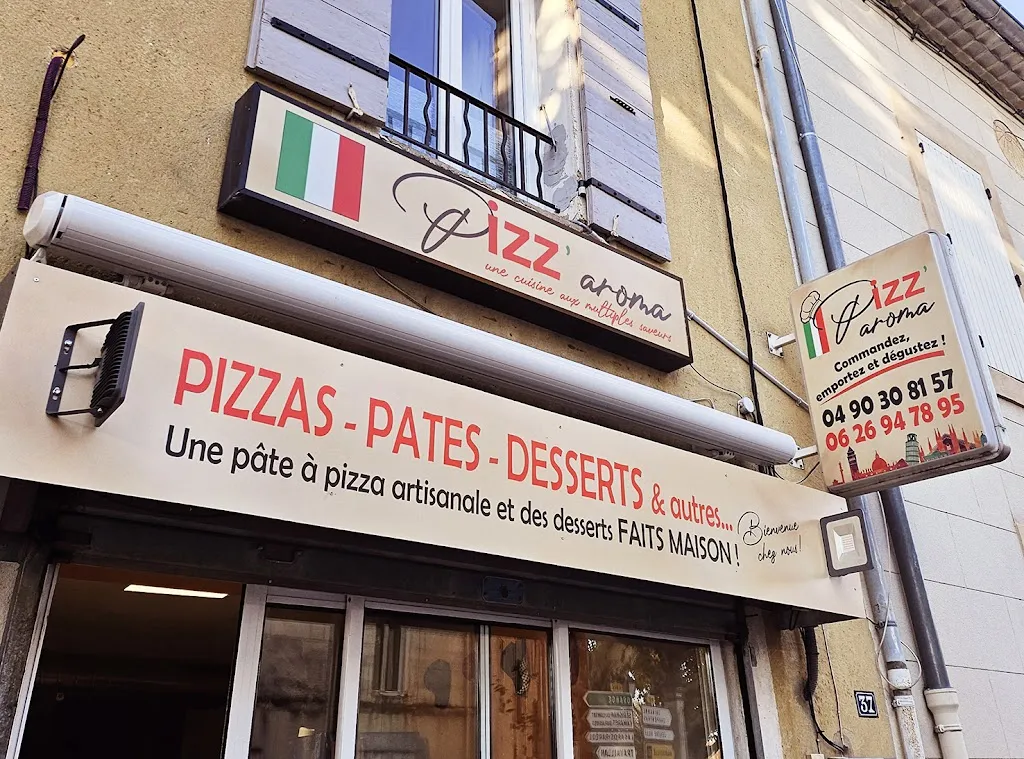 Pizz' aroma
une cuisine aux multiples saveurs
PIZZAS - PATES - DESSERTS & autres...
Une pâte à pizza artisanale et des desserts FAITS MAISON !
Bienvenue
chez nous!
Pizz'
aroma
Commandez,
emportez et dégustez !
04 90 30 81 57
06 26 94 78 95
37